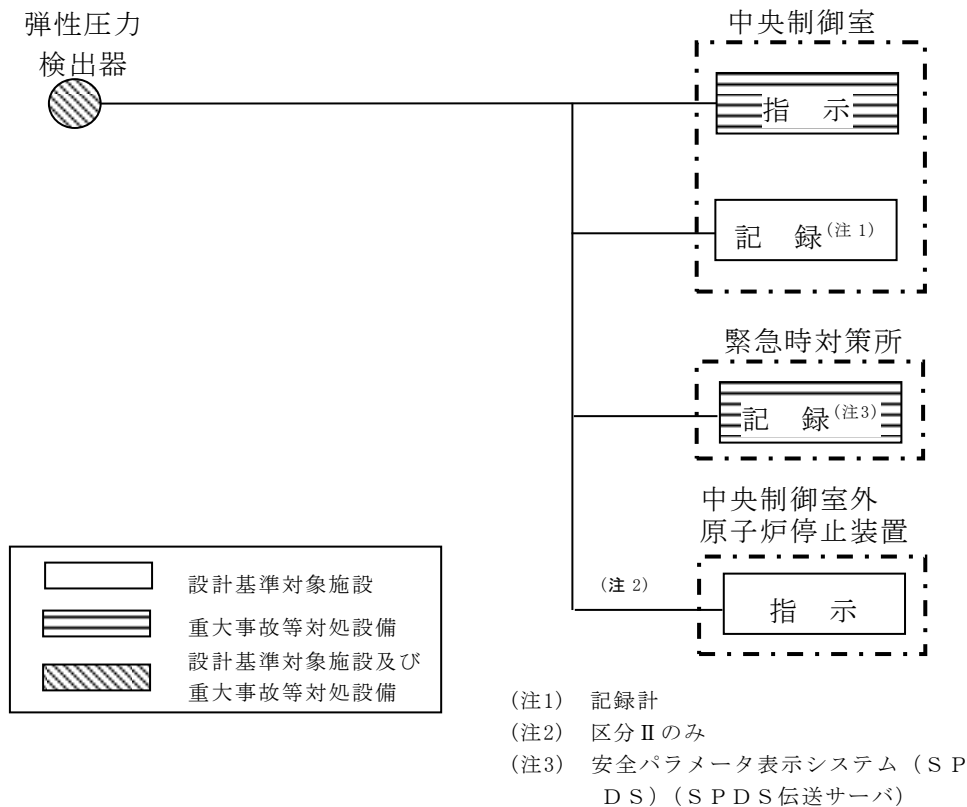 弾性圧力
検出器
中央制御室
指 示
記 録(注 1)
緊急時対策所
記 録(注3)
中央制御室外
原子炉停止装置
(注 2)
指 示
設計基準対象施設
重大事故等対処設備
設計基準対象施設及び
重大事故等対処設備
(注1) 記録計
(注2) 区分Ⅱのみ
(注3) 安全パラメータ表示システム(SP
DS)(SPDS伝送サーバ)